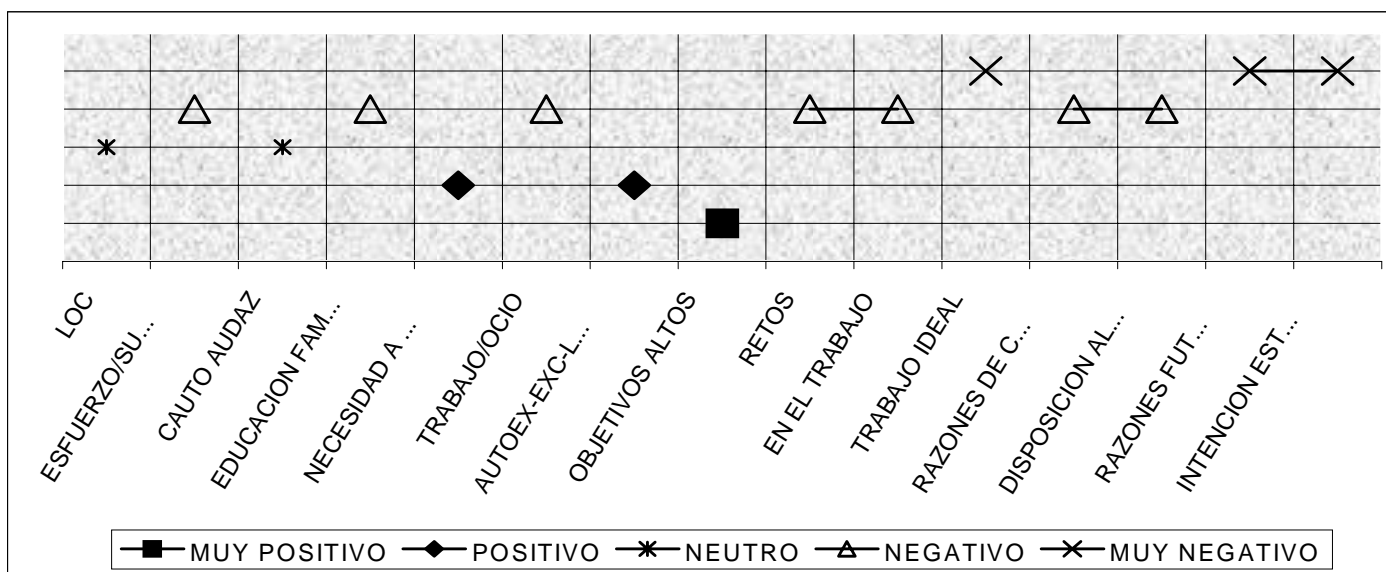 LOC
ESFUERZO/SU...
CAUTO AUDAZ
EDUCACION FAM...
NECESIDAD A ...
TRABAJO/OCIO
AUTOEX-EXC-L...
OBJETIVOS ALTOS
RETOS
EN EL TRABAJO
TRABAJO IDEAL
RAZONES DE C...
DISPOSICION AL...
RAZONES FUT...
INTENCION EST...
MUY POSITIVO POSITIVO NEUTRO NEGATIVO MUY NEGATIVO